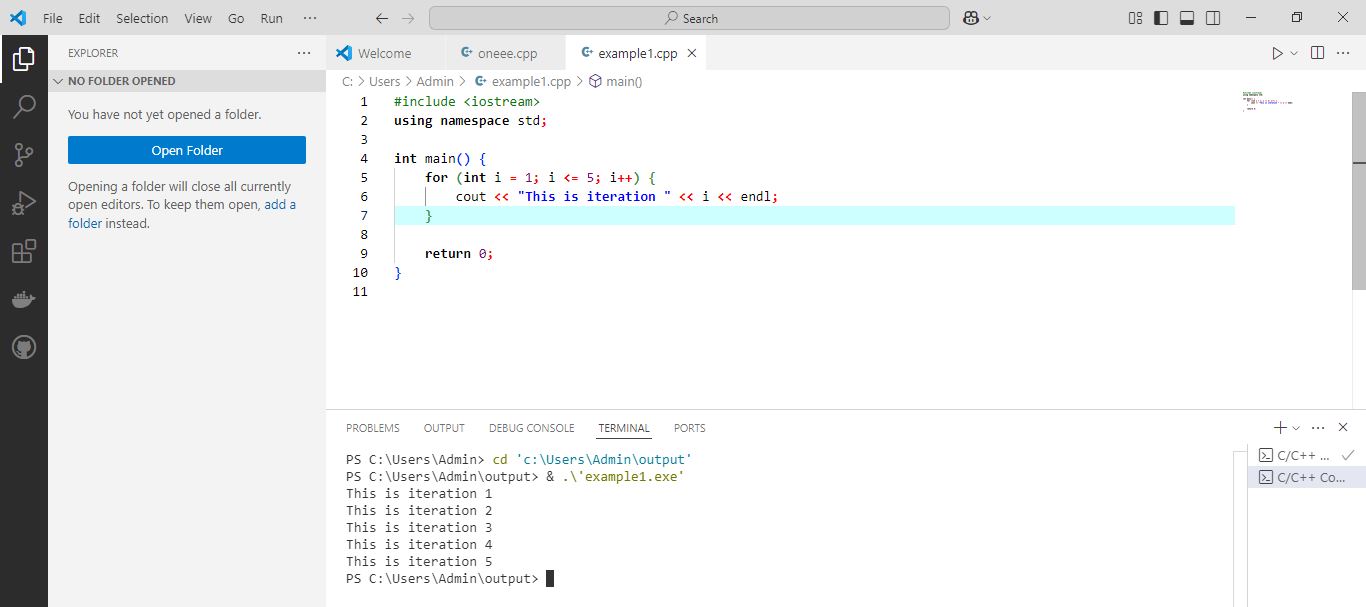 File Edit Selection View Go Run ··· Search
EXPLORER ···
NO FOLDER OPENED
You have not yet opened a folder.
Open Folder
Opening a folder will close all currently
open editors. To keep them open, add a
folder instead.
Welcome oneee.cpp example1.cpp
C: > Users > Admin > example1.cpp > main()
1 #include <iostream>
2 using namespace std;
3
4 int main() {
5 for (int i = 1; i <= 5; i++) {
6 cout << "This is iteration " << i << endl;
7 }
8
9 return 0;
10 }
11
PROBLEMS OUTPUT DEBUG CONSOLE TERMINAL PORTS
PS C:\Users\Admin> cd 'c:\Users\Admin\output'
PS C:\Users\Admin\output> & .\'example1.exe'
This is iteration 1
This is iteration 2
This is iteration 3
This is iteration 4
This is iteration 5
PS C:\Users\Admin\output>
C/C++ ...
C/C++ Co...